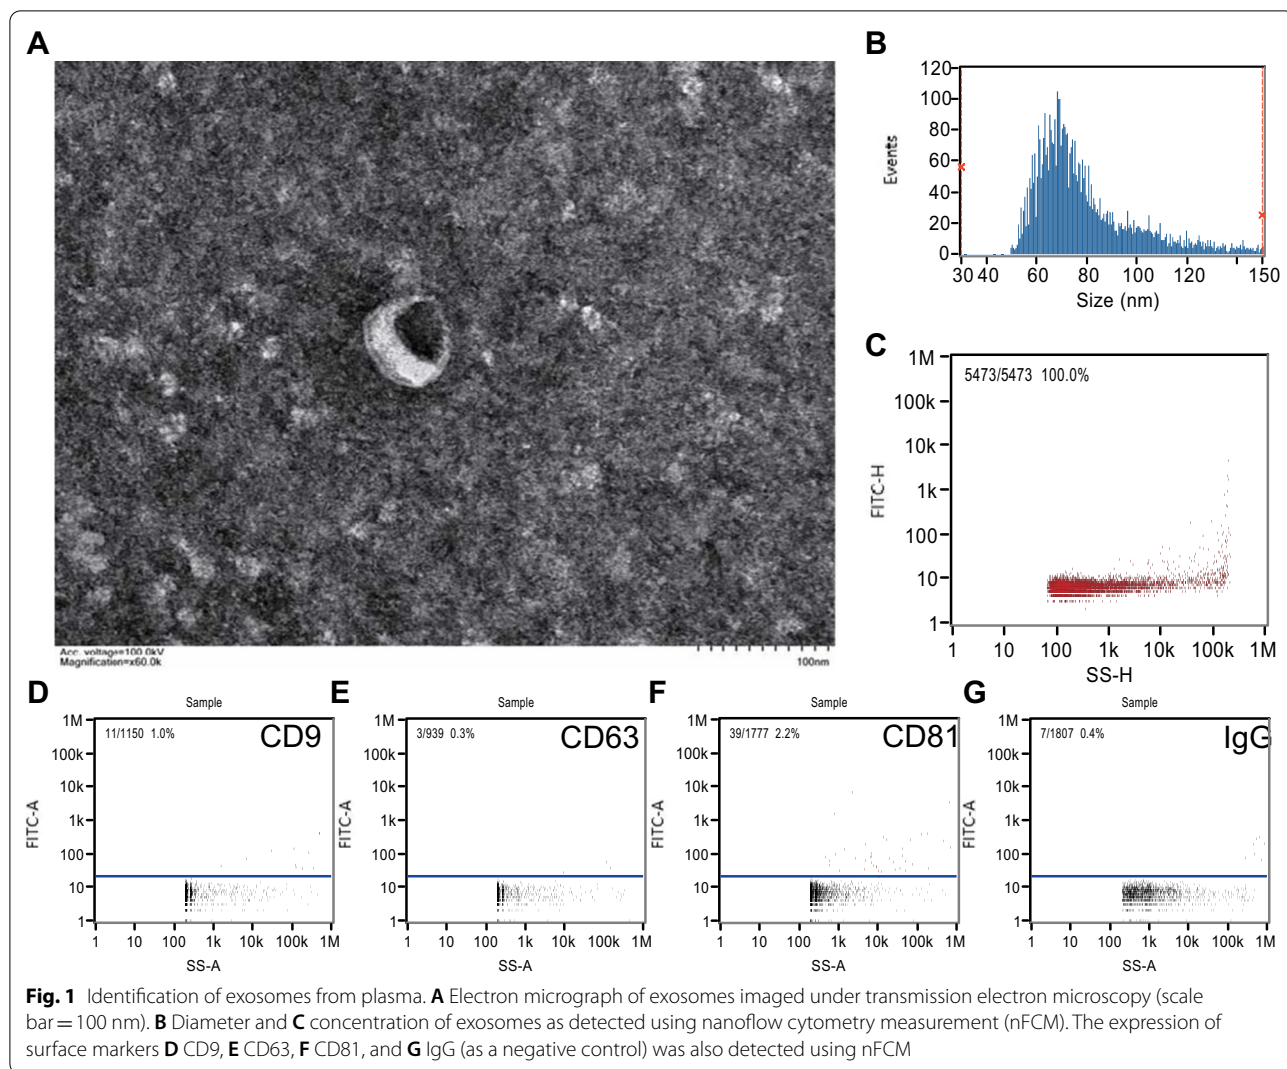 A
Acc. voltage=100.0kV
Magnification=x60.0k
100nm
B
120
100
80
60
40
20
0
Events
30 40 60 80 100 120 150
Size (nm)
C
5473/5473 100.0%
1M
100k
10k
1k
100
10
1
FITC-H
1 10 100 1k 10k 100k 1M
SS-H
D
Sample
11/1150 1.0%
CD9
1M
100k
10k
1k
100
10
1
FITC-A
1 10 100 1k 10k 100k 1M
SS-A
E
Sample
3/939 0.3%
CD63
1M
100k
10k
1k
100
10
1
FITC-A
1 10 100 1k 10k 100k 1M
SS-A
F
Sample
39/1777 2.2%
CD81
1M
100k
10k
1k
100
10
1
FITC-A
1 10 100 1k 10k 100k 1M
SS-A
G
Sample
7/1807 0.4%
IgG
1M
100k
10k
1k
100
10
1
FITC-A
1 10 100 1k 10k 100k 1M
SS-A
Fig. 1 Identification of exosomes from plasma. A Electron micrograph of exosomes imaged under transmission electron microscopy (scale
bar = 100 nm). B Diameter and C concentration of exosomes as detected using nanoflow cytometry measurement (nFCM). The expression of
surface markers D CD9, E CD63, F CD81, and G IgG (as a negative control) was also detected using nFCM